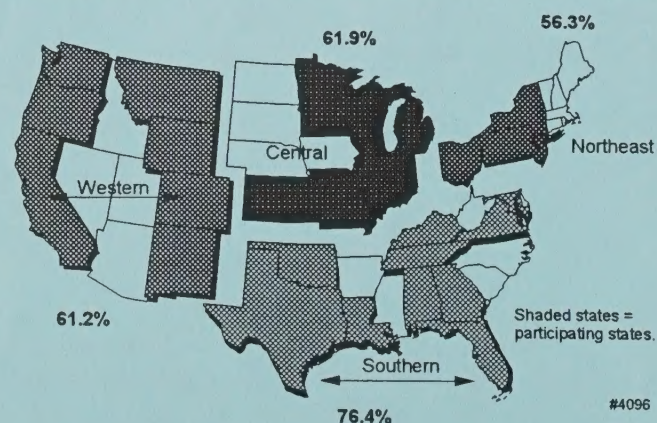 61.9%
56.3%
Central
Northeast
Western
61.2%
Shaded states =
participating states.
Southern
76.4%
#4096